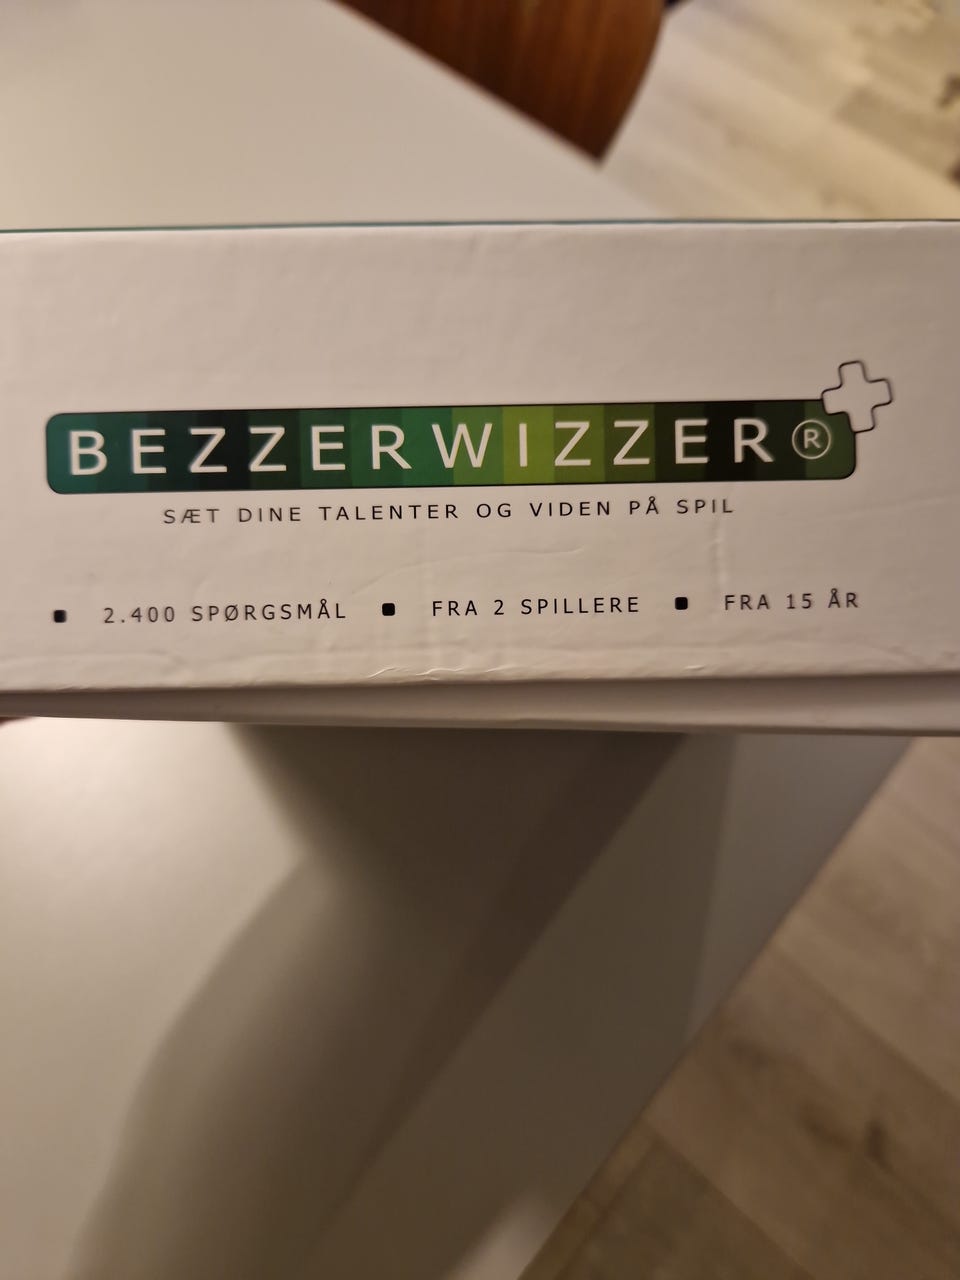 BEZZERWIZZER®
SÆT DINE TALENTER OG VIDEN PÅ SPIL
▪ 2.400 SPØRGSMÅL ▪ FRA 2 SPILLERE ▪ FRA 15 ÅR